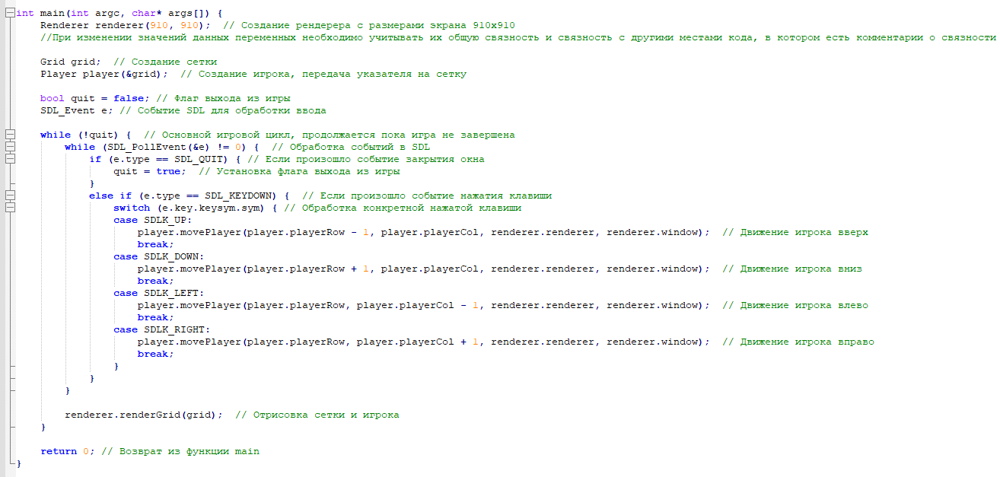 int main(int argc, char* args[]) {
    Renderer renderer(910, 910);  // Создание рендерера с размерами экрана 910x910
    //При изменении значений данных переменных необходимо учитывать их общую связность и связность с другими местами кода, в котором есть комментарии о связности
    Grid grid;  // Создание сетки
    Player player(&grid);  // Создание игрока, передача указателя на сетку
    bool quit = false; // Флаг выхода из игры
    SDL_Event e; // Событие SDL для обработки ввода
    while (!quit) {  // Основной игровой цикл, продолжается пока игра не завершена
        while (SDL_PollEvent(&e) != 0) {  // Обработка событий в SDL
            if (e.type == SDL_QUIT) { // Если произошло событие закрытия окна
                quit = true;  // Установка флага выхода из игры
            }
            else if (e.type == SDL_KEYDOWN) {  // Если произошло событие нажатия клавиши
                switch (e.key.keysym.sym) { // Обработка конкретной нажатой клавиши
                case SDLK_UP:
                    player.movePlayer(player.playerRow - 1, player.playerCol, renderer.renderer, renderer.window);  // Движение игрока вверх
                    break;
                case SDLK_DOWN:
                    player.movePlayer(player.playerRow + 1, player.playerCol, renderer.renderer, renderer.window);  // Движение игрока вниз
                    break;
                case SDLK_LEFT:
                    player.movePlayer(player.playerRow, player.playerCol - 1, renderer.renderer, renderer.window);  // Движение игрока влево
                    break;
                case SDLK_RIGHT:
                    player.movePlayer(player.playerRow, player.playerCol + 1, renderer.renderer, renderer.window);  // Движение игрока вправо
                    break;
                }
            }
        }
        renderer.renderGrid(grid);  // Отрисовка сетки и игрока
    }
    return 0; // Возврат из функции main
}